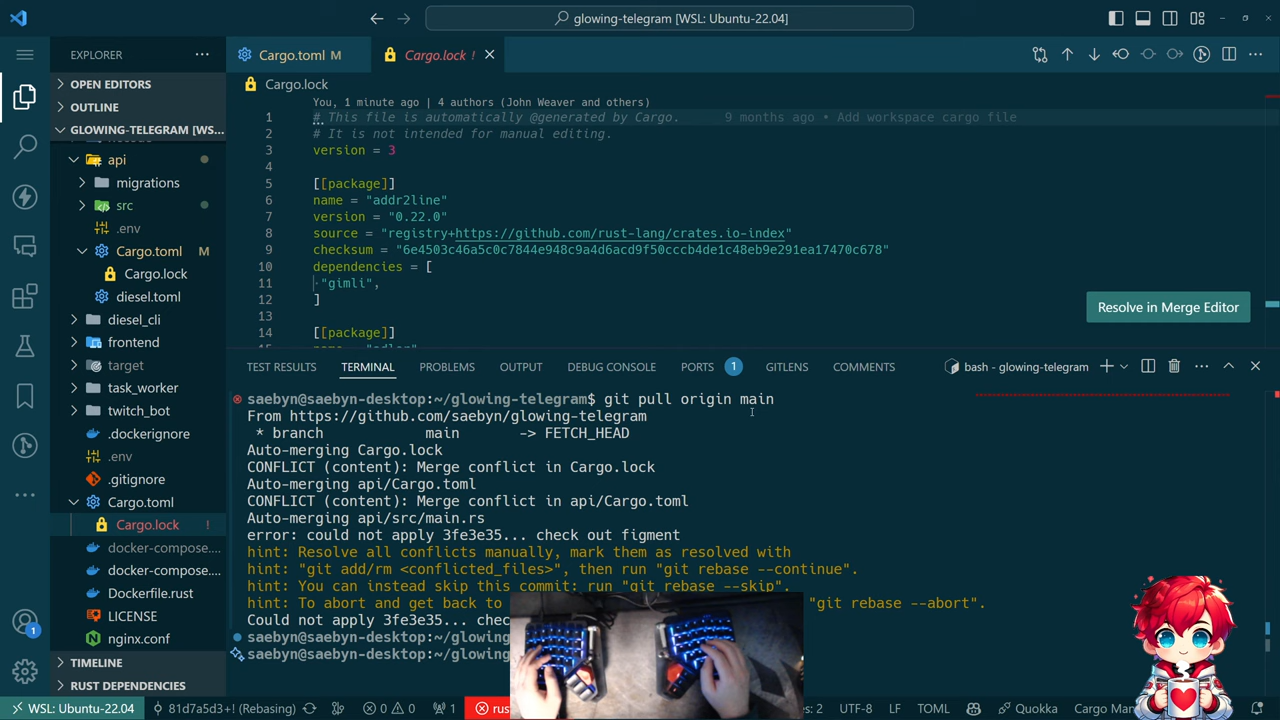 glowing-telegram [WSL: Ubuntu-22.04]
EXPLORER
OPEN EDITORS
OUTLINE
GLOWING-TELEGRAM [WS...
api
migrations
src
.env
Cargo.toml M
Cargo.lock
diesel.toml
diesel_cli
frontend
target
task_worker
twitch_bot
.dockerignore
.env
.gitignore
Cargo.toml
Cargo.lock !
docker-compose....
docker-compose....
Dockerfile.rust
LICENSE
nginx.conf
TIMELINE
RUST DEPENDENCIES
1
Cargo.toml M
Cargo.lock !
Cargo.lock
You, 1 minute ago | 4 authors (John Weaver and others)
1 # This file is automatically @generated by Cargo. 9 months ago • Add workspace cargo file
2 # It is not intended for manual editing.
3 version = 3
4
5 [[package]]
6 name = "addr2line"
7 version = "0.22.0"
8 source = "registry+https://github.com/rust-lang/crates.io-index"
9 checksum = "6e4503c46a5c0c7844e948c9a4d6acd9f50cccb4de1c48eb9e291ea17470c678"
10 dependencies = [
11 "gimli",
12 ]
13
14 [[package]]
Resolve in Merge Editor
TEST RESULTS TERMINAL PROBLEMS OUTPUT DEBUG CONSOLE PORTS 1 GITLENS COMMENTS
bash - glowing-telegram
saebyn@saebyn-desktop:~/glowing-telegram$ git pull origin main
From https://github.com/saebyn/glowing-telegram
* branch main -> FETCH_HEAD
Auto-merging Cargo.lock
CONFLICT (content): Merge conflict in Cargo.lock
Auto-merging api/Cargo.toml
CONFLICT (content): Merge conflict in api/Cargo.toml
Auto-merging api/src/main.rs
error: could not apply 3fe3e35... check out figment
hint: Resolve all conflicts manually, mark them as resolved with
hint: "git add/rm <conflicted_files>", then run "git rebase --continue".
hint: You can instead skip this commit: run "git rebase --skip".
hint: To abort and get back to "git rebase --abort".
Could not apply 3fe3e35...
saebyn@saebyn-desktop:~/glowing
saebyn@saebyn-desktop:~/glowing
WSL: Ubuntu-22.04 81d7a5d3+! (Rebasing) 0 0 1 UTF-8 LF TOML Quokka